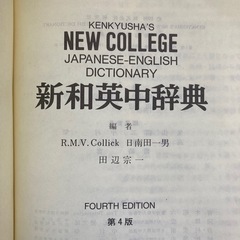 KENKYUSHA'S
NEW COLLEGE
JAPANESE-ENGLISH
DICTIONARY
新和英中辞典
編者
R.M.V.Collick 日南田一男
田辺宗一
FOURTH EDITION
第4版